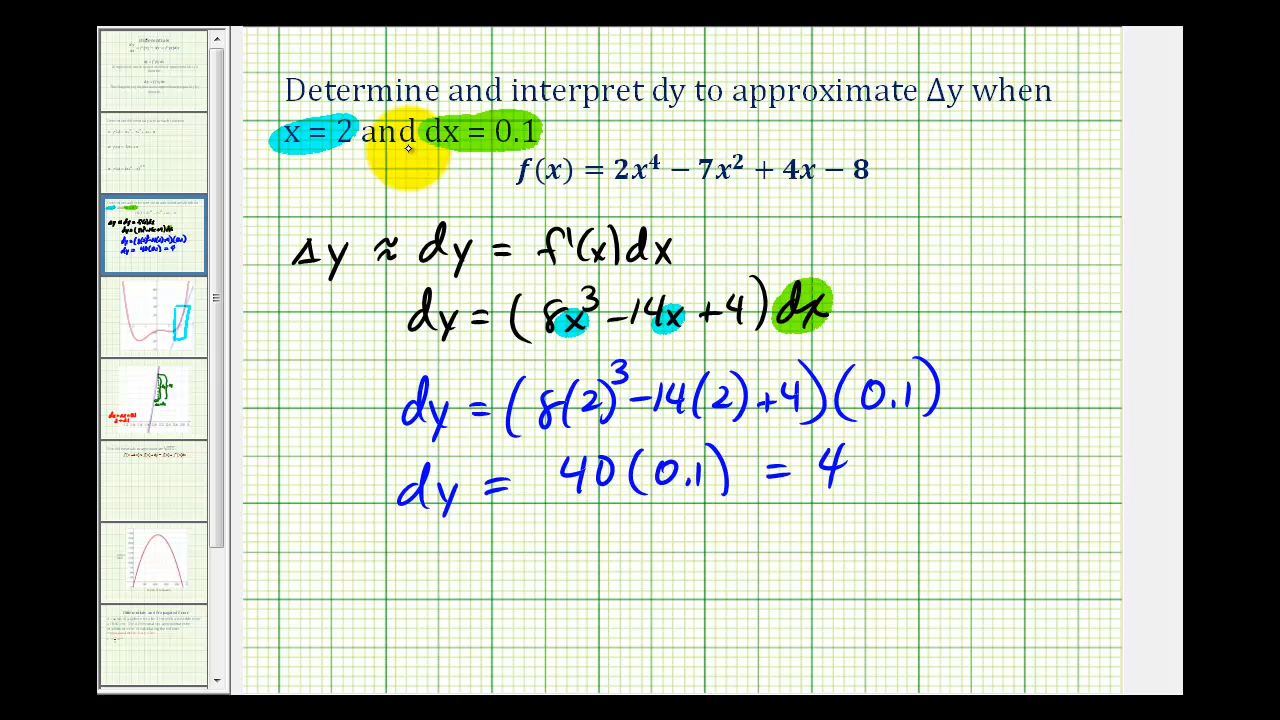 Determine and interpret dy to approximate Δy when
x = 2 and dx = 0.1
f(x) = 2x⁴ − 7x² + 4x − 8
Δy ≈ dy = f'(x)dx
dy = (8x³ − 14x + 4)dx
dy = (8(2)³ − 14(2) + 4)(0.1)
dy = 40(0.1) = 4